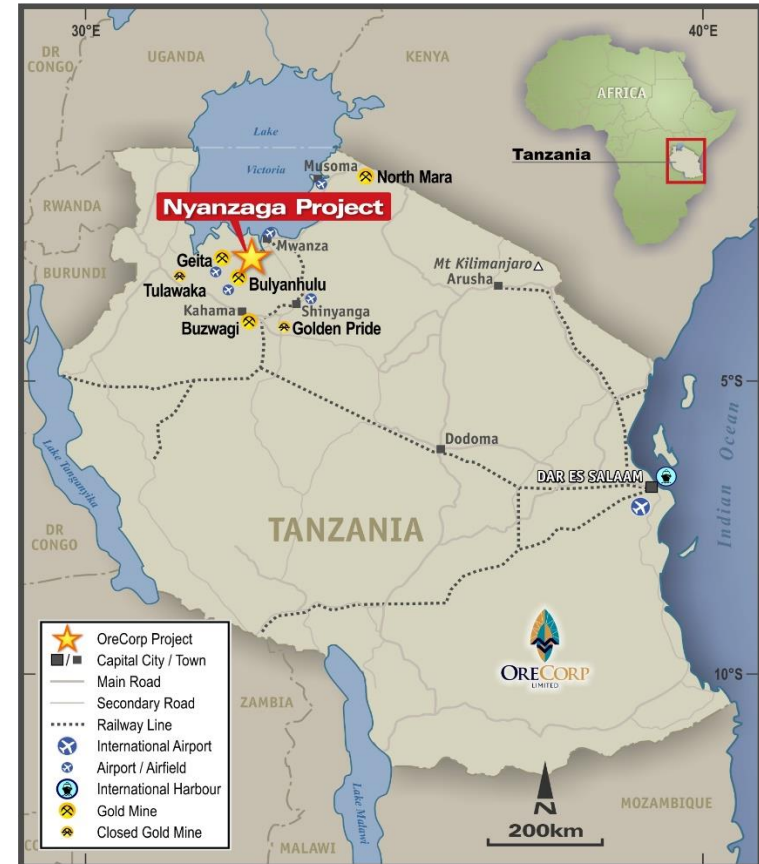 30°E
40°E
DR
CONGO
UGANDA
KENYA
AFRICA
Tanzania
Lake
Victoria
Musoma
North Mara
RWANDA
Nyanzaga Project
Mwanza
Geita
BURUNDI
Mt Kilimanjaro
Arusha
Tulawaka
Bulyanhulu
Kahama
Shinyanga
Buzwagi
Golden Pride
5°S
Lake Tanganyika
Dodoma
DAR ES SALAAM
Indian Ocean
DR
CONGO
TANZANIA
ORECORP
LIMITED
10°S
OreCorp Project
/ Capital City / Town
Main Road
Secondary Road
Railway Line
International Airport
Airport / Airfield
International Harbour
Gold Mine
Closed Gold Mine
ZAMBIA
Lake Malawi
N
200km
MOZAMBIQUE
MALAWI